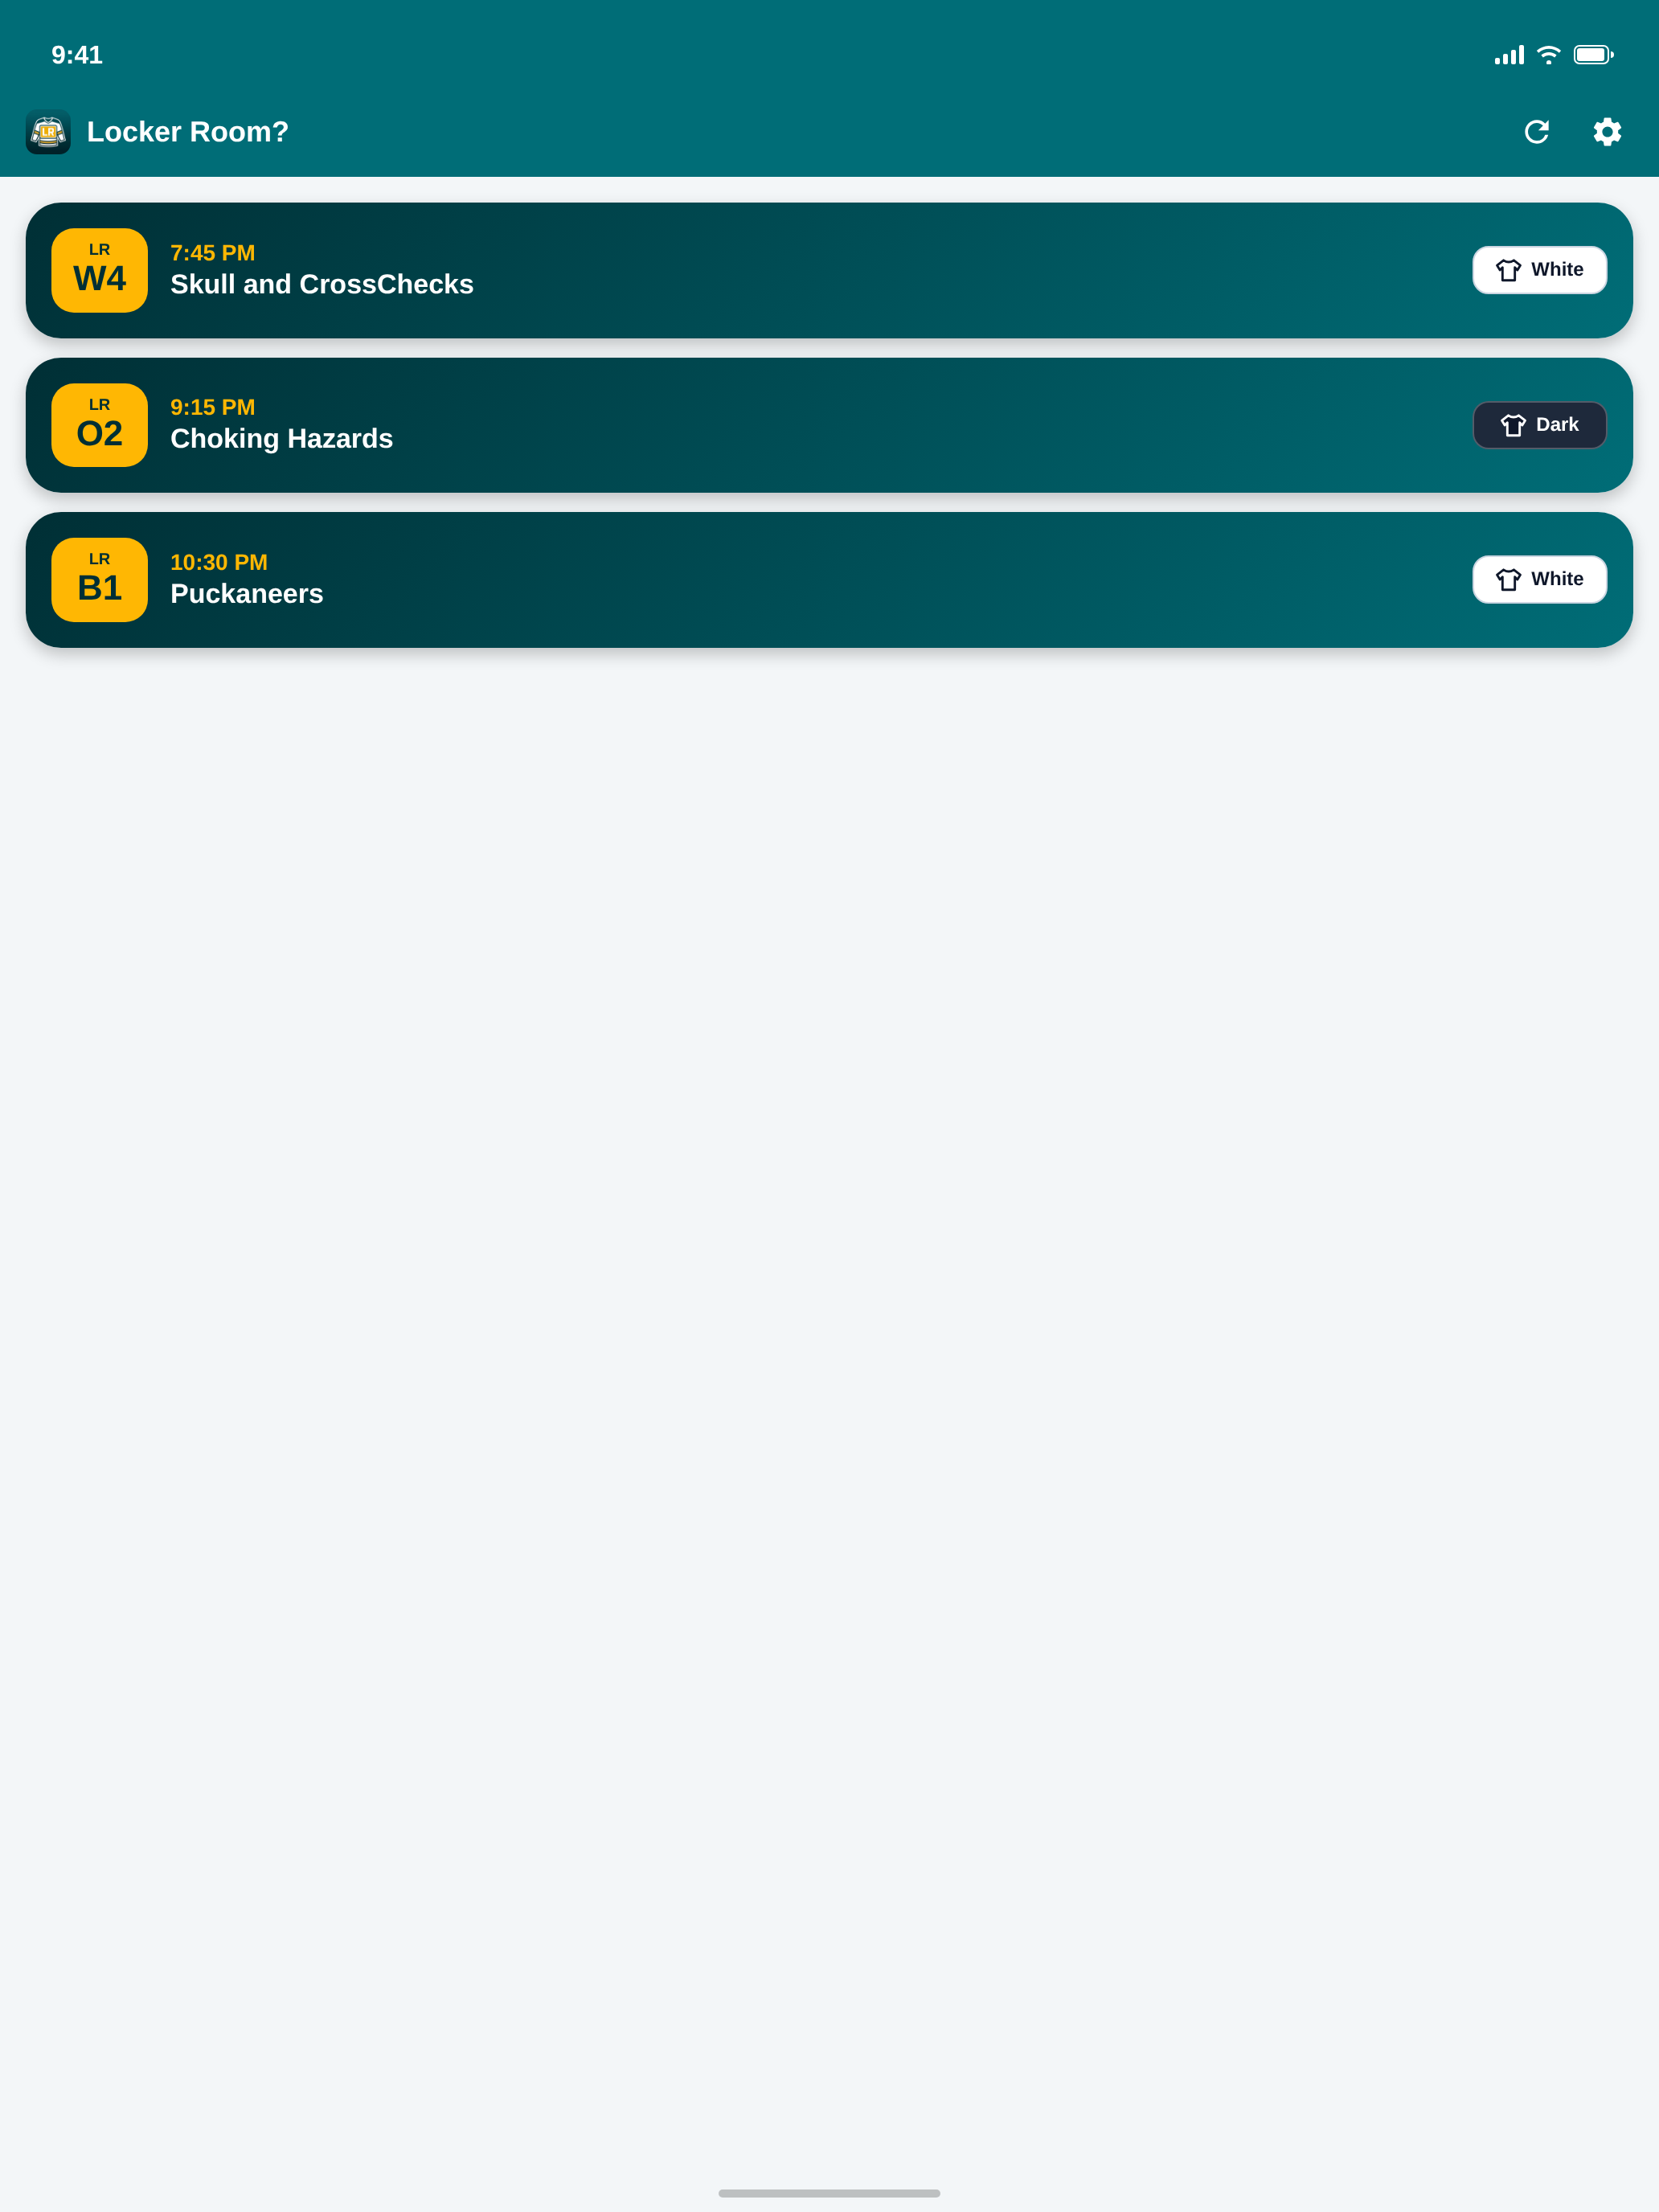 9:41
LR
Locker Room?
LR
W4
7:45 PM
Skull and CrossChecks
White
LR
O2
9:15 PM
Choking Hazards
Dark
LR
B1
10:30 PM
Puckaneers
White